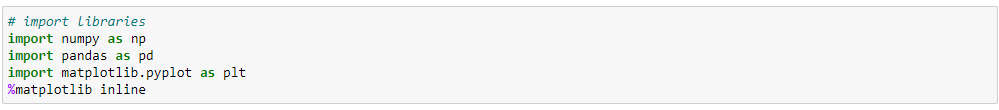 # import libraries
import numpy as np
import pandas as pd
import matplotlib.pyplot as plt
%matplotlib inline